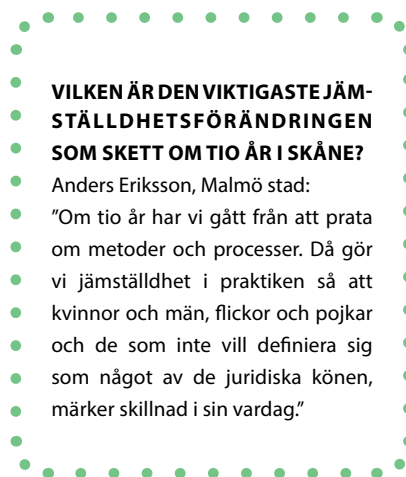 VILKEN ÄR DEN VIKTIGASTE JÄM-
STÄLLDHETSFÖRÄNDRINGEN
SOM SKETT OM TIO ÅR I SKÅNE?
Anders Eriksson, Malmö stad:
”Om tio år har vi gått från att prata
om metoder och processer. Då gör
vi jämställdhet i praktiken så att
kvinnor och män, flickor och pojkar
och de som inte vill definiera sig
som något av de juridiska könen,
märker skillnad i sin vardag.”